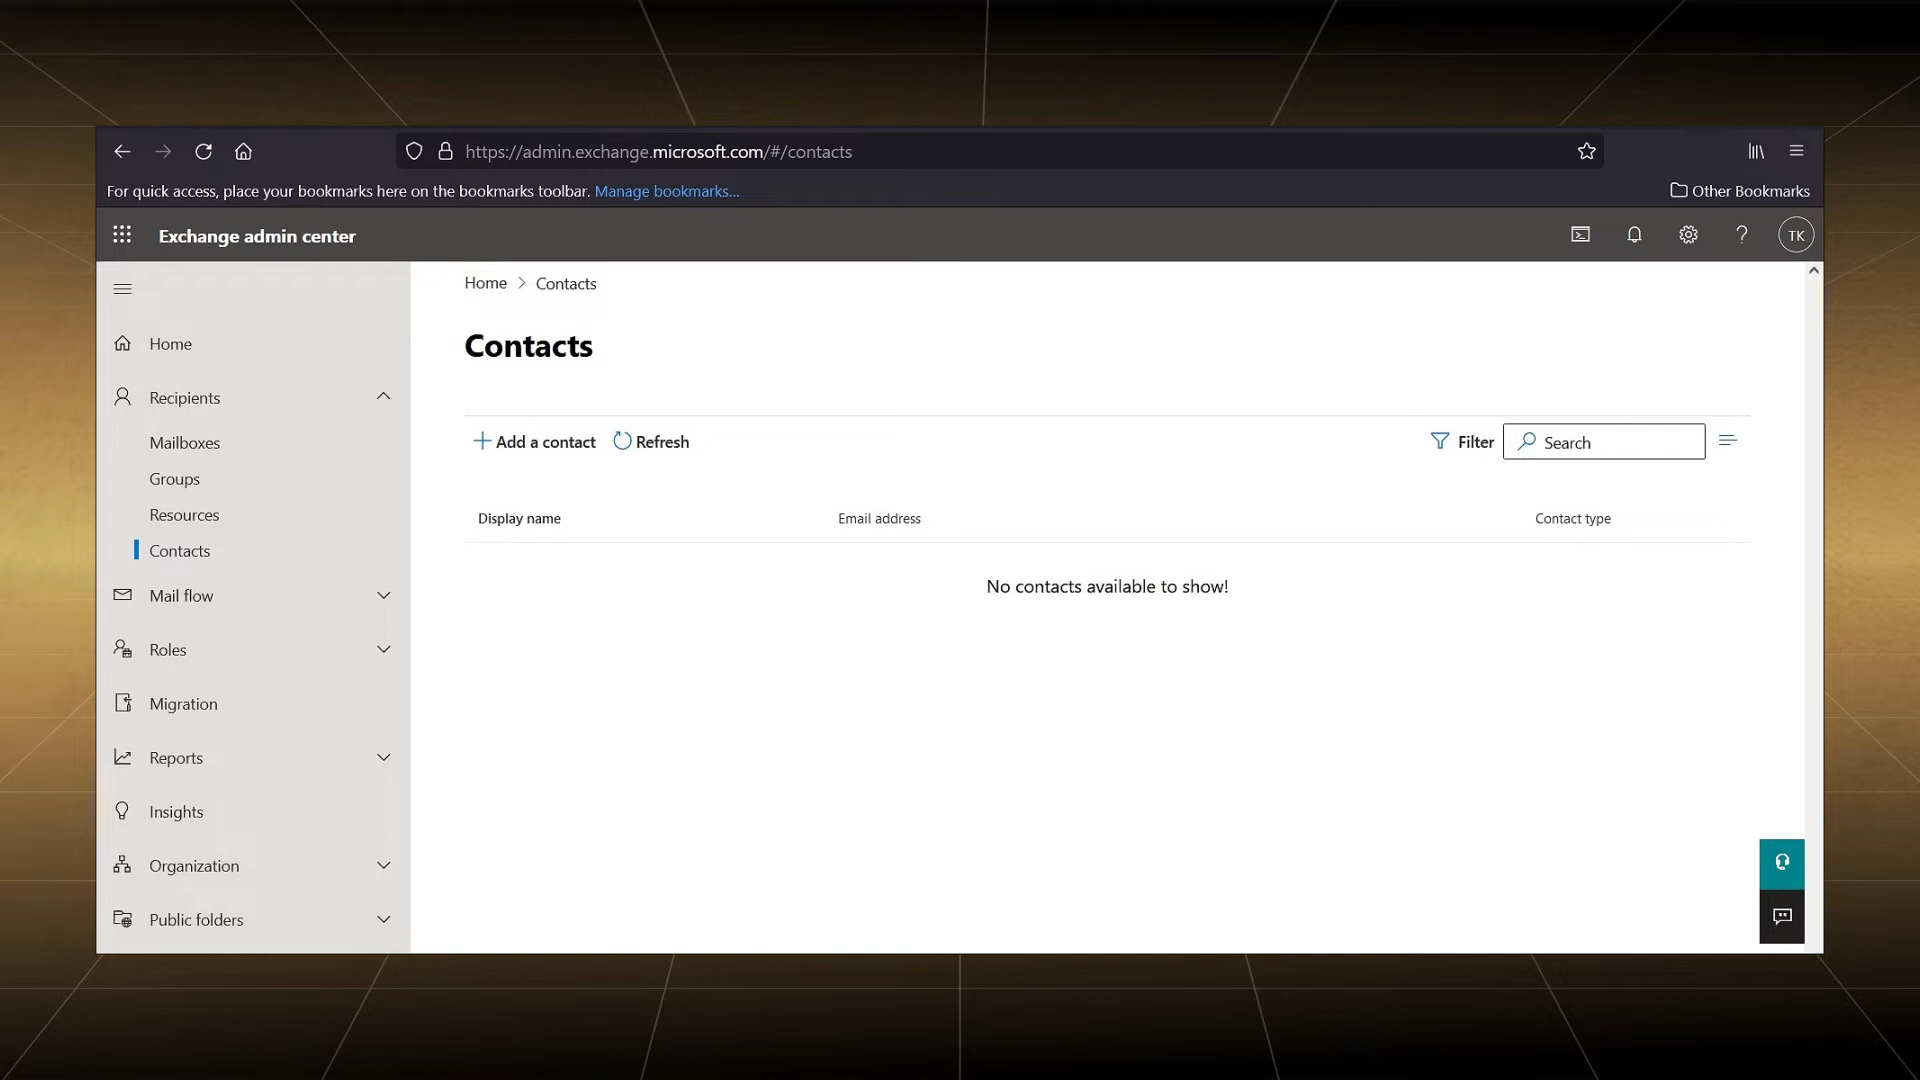 https://admin.exchange.microsoft.com/#/contacts
For quick access, place your bookmarks here on the bookmarks toolbar. Manage bookmarks...
Other Bookmarks
Exchange admin center
TK
Home
Recipients
Mailboxes
Groups
Resources
Contacts
Mail flow
Roles
Migration
Reports
Insights
Organization
Public folders
Home > Contacts
Contacts
Add a contact Refresh
Filter Search
Display name Email address Contact type
No contacts available to show!